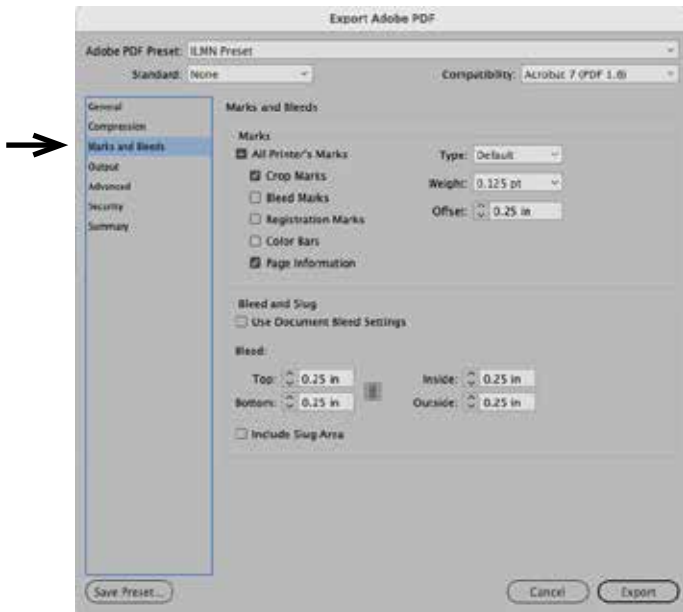 Export Adobe PDF
Adobe PDF Preset: ILMN Preset
Standard: None Compatibility: Acrobat 7 (PDF 1.6)
General
Compression
Marks and Bleeds
Output
Advanced
Security
Summary
Marks and Bleeds
Marks
All Printer's Marks
Crop Marks
Bleed Marks
Registration Marks
Color Bars
Page Information
Type: Default
Weight: 0.125 pt
Offset: 0.25 in
Bleed and Slug
Use Document Bleed Settings
Bleed:
Top: 0.25 in Inside: 0.25 in
Bottom: 0.25 in Outside: 0.25 in
Include Slug Area
Save Preset... Cancel Export